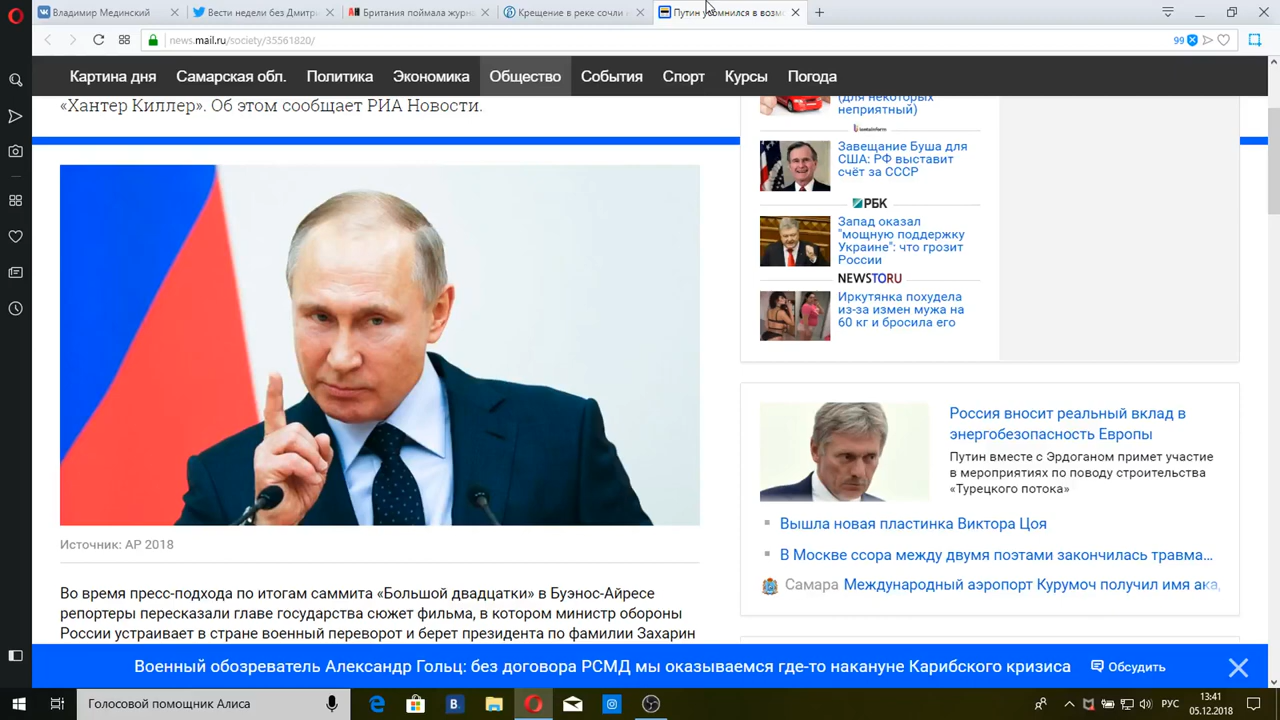 Владимир Мединский
Вести недели без Дмитр
Британия поймала журн
Крещение в реке сочли
Путин
news.mail.ru/society/35561820/
99
Картина дня Самарская обл. Политика Экономика Общество События Спорт Курсы Погода
«Хантер Киллер». Об этом сообщает РИА Новости.
Источник: AP 2018
Во время пресс-подхода по итогам саммита «Большой двадцатки» в Буэнос-Айресе
репортеры пересказали главе государства сюжет фильма, в котором министр обороны
России устраивает в стране военный переворот и берет президента по фамилии Захарин
(для некоторых
неприятный)
Завещание Буша для
США: РФ выставит
счёт за СССР
РБК
Запад оказал
"мощную поддержку
Украине": что грозит
России
NEWSTORU
Иркутянка похудела
из-за измен мужа на
60 кг и бросила его
Россия вносит реальный вклад в
энергобезопасность Европы
Путин вместе с Эрдоганом примет участие
в мероприятиях по поводу строительства
«Турецкого потока»
Вышла новая пластинка Виктора Цоя
В Москве ссора между двумя поэтами закончилась травма...
Самара Международный аэропорт Курумоч получил имя ака
Военный обозреватель Александр Гольц: без договора РСМД мы оказываемся где-то накануне Карибского кризиса Обсудить
Голосовой помощник Алиса
РУС
13:41
05.12.2018